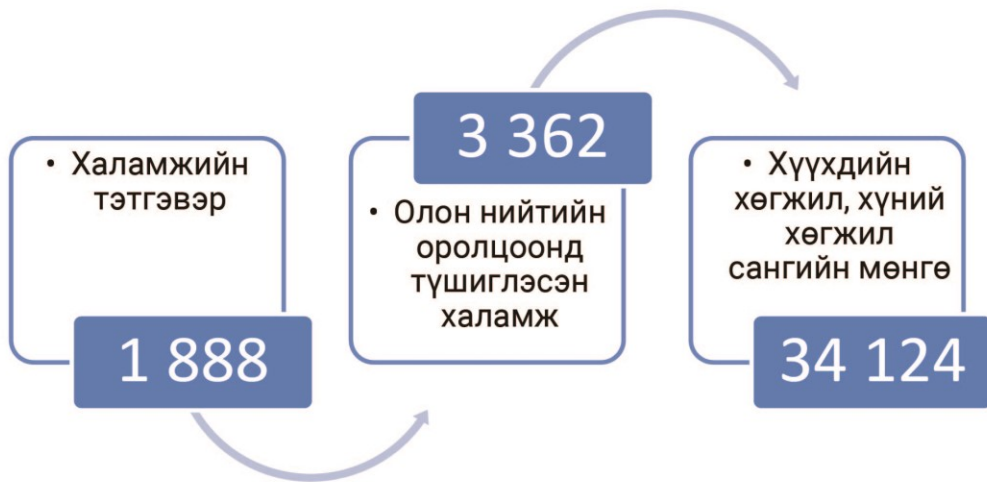 • Халамжийн
тэтгэвэр
1 888
3 362
• Олон нийтийн
оролцоонд
түшиглэсэн
халамж
• Хүүхдийн
хөгжил, хүний
хөгжил
сангийн мөнгө
34 124